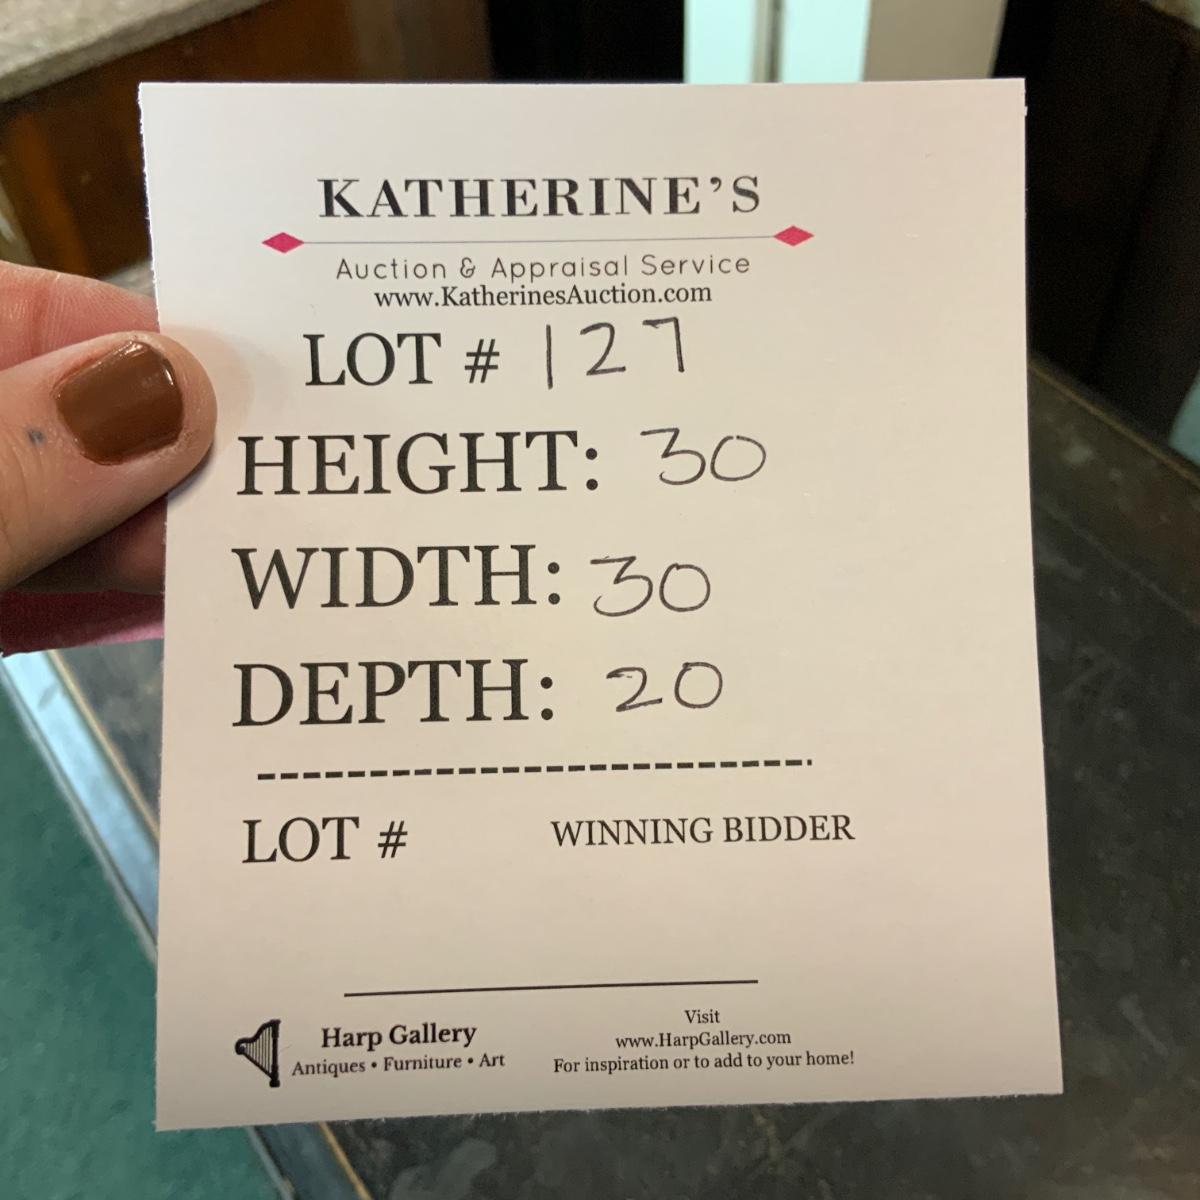 KATHERINE'S
Auction & Appraisal Service
www.KatherinesAuction.com
LOT # 127
HEIGHT: 30
WIDTH: 30
DEPTH: 20
LOT # WINNING BIDDER
Harp Gallery
Antiques • Furniture • Art
Visit
www.HarpGallery.com
For inspiration or to add to your home!